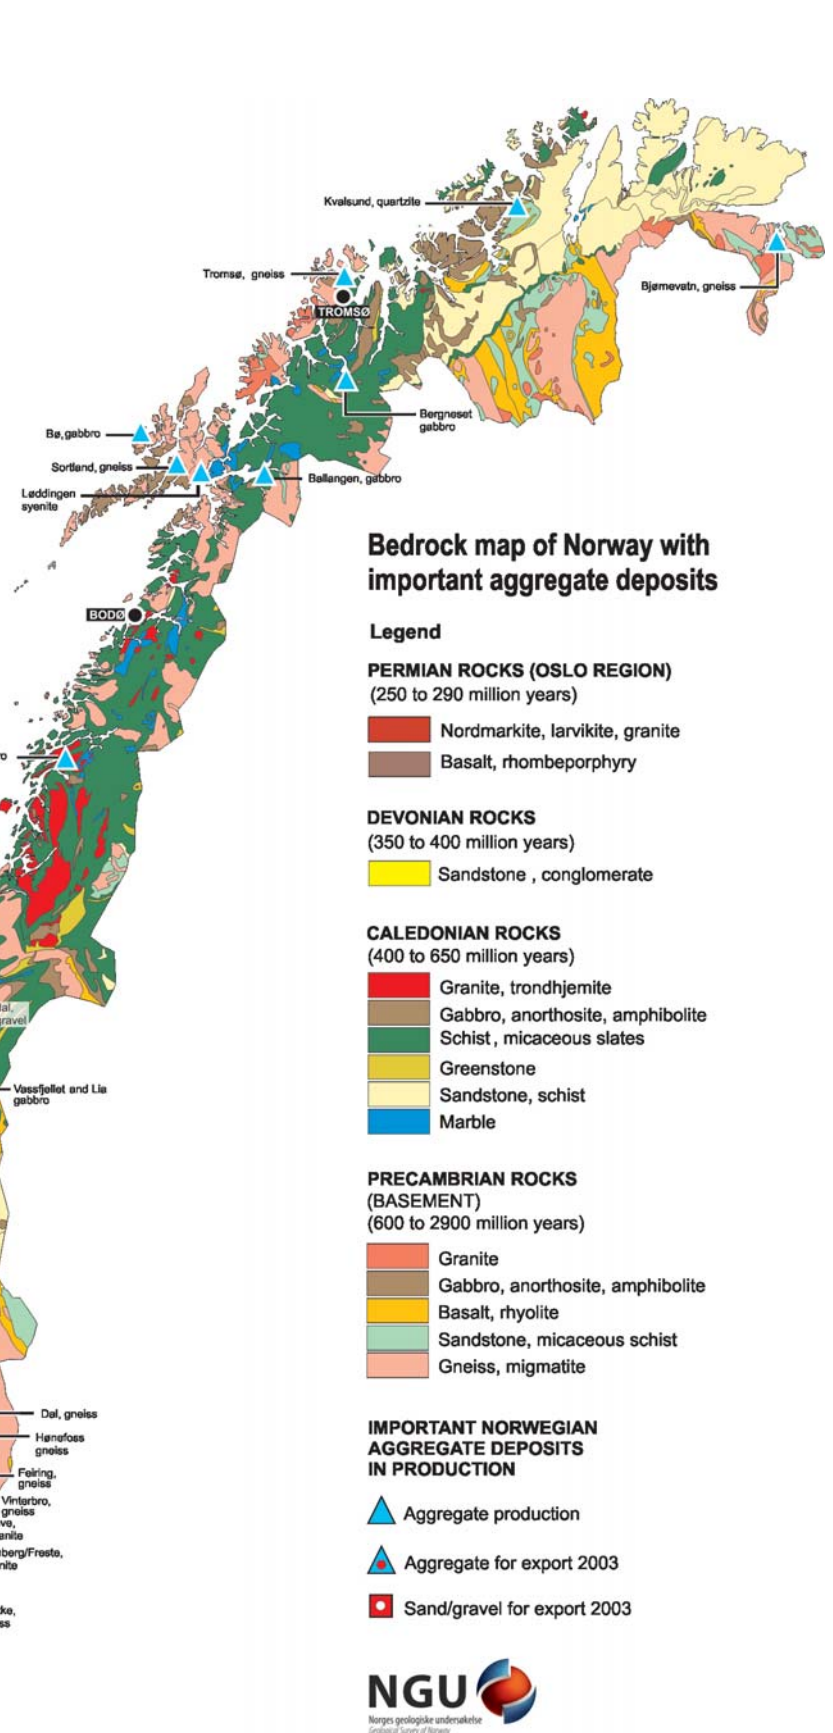 Kvalsund, quartzite
Tromsø, gneiss
TROMSØ
Bjørnevatn, gneiss
Bergneset
gabbro
Bø, gabbro
Sortland, gneiss
Løddingen
syenite
Ballangen, gabbro
BODØ
Bedrock map of Norway with
important aggregate deposits
Legend
PERMIAN ROCKS (OSLO REGION)
(250 to 290 million years)
Nordmarkite, larvikite, granite
Basalt, rhombeporphyry
DEVONIAN ROCKS
(350 to 400 million years)
Sandstone , conglomerate
CALEDONIAN ROCKS
(400 to 650 million years)
Granite, trondhjemite
Gabbro, anorthosite, amphibolite
Schist , micaceous slates
Greenstone
Sandstone, schist
Marble
PRECAMBRIAN ROCKS
(BASEMENT)
(600 to 2900 million years)
Granite
Gabbro, anorthosite, amphibolite
Basalt, rhyolite
Sandstone, micaceous schist
Gneiss, migmatite
IMPORTANT NORWEGIAN
AGGREGATE DEPOSITS
IN PRODUCTION
Aggregate production
Aggregate for export 2003
Sand/gravel for export 2003
NGU
Norges geologiske undersøkelse
Geological Survey of Norway
dal,
gravel
Vassfjellet and Lia
gabbro
Dal, gneiss
Hønefoss
gneiss
Feiring,
gneiss
Vinterbro,
gneiss